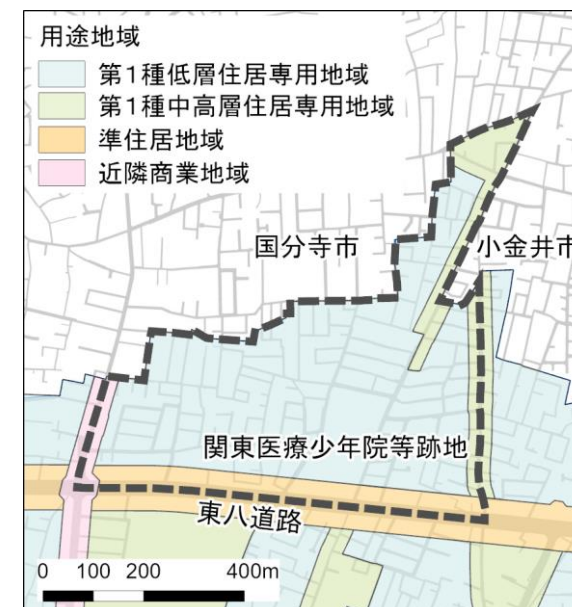 用途地域
第1種低層住居専用地域
第1種中高層住居専用地域
準住居地域
近隣商業地域
国分寺市
小金井市
関東医療少年院等跡地
東八道路
0 100 200 400m